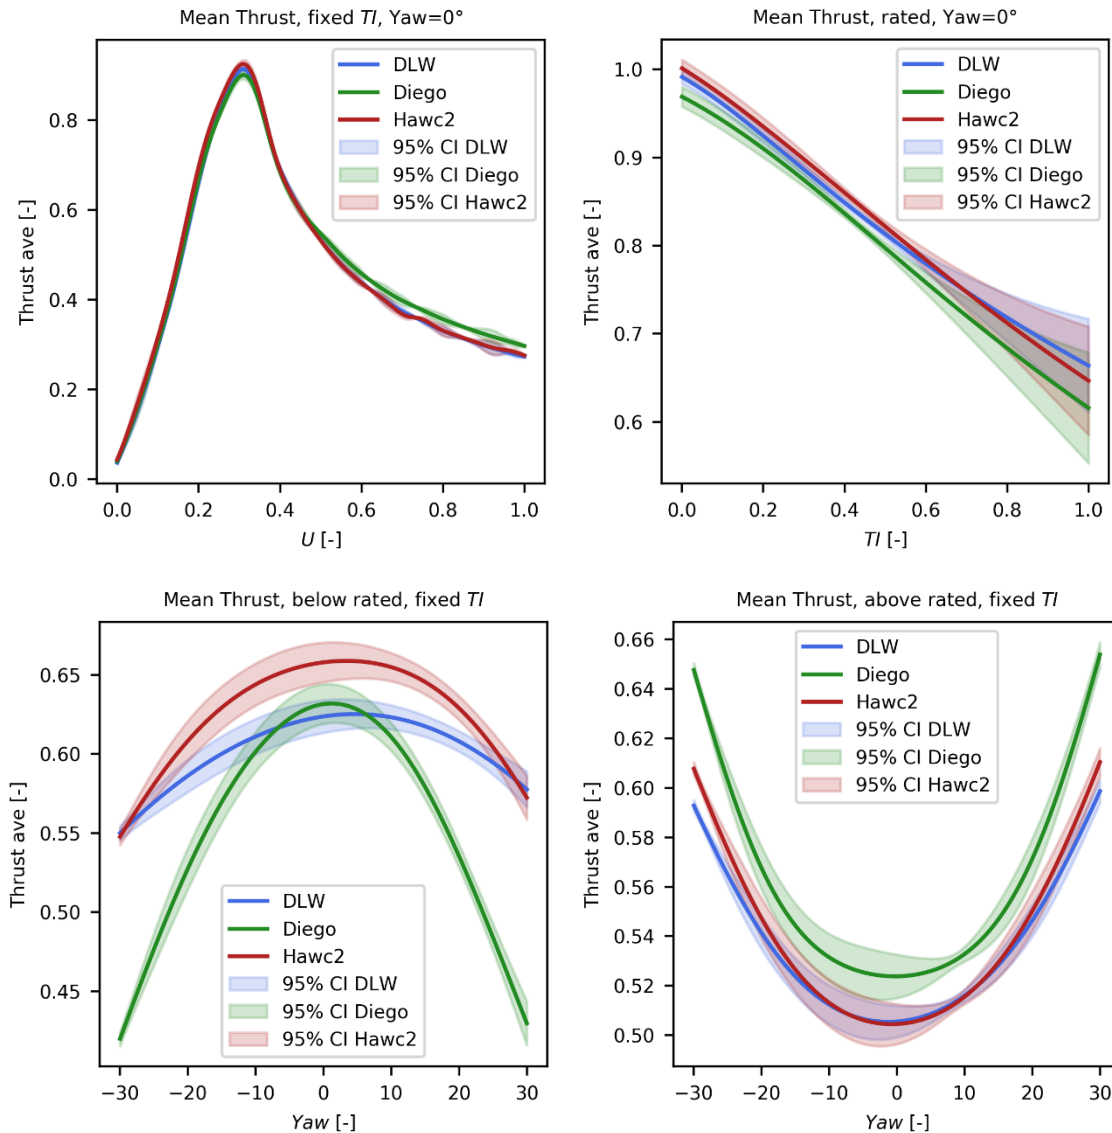 Mean Thrust, fixed TI, Yaw=0°
Thrust ave [-]
0.8
0.6
0.4
0.2
0.0
DLW
Diego
Hawc2
95% CI DLW
95% CI Diego
95% CI Hawc2
0.0 0.2 0.4 0.6 0.8 1.0
U [-]
Mean Thrust, rated, Yaw=0°
Thrust ave [-]
1.0
0.9
0.8
0.7
0.6
DLW
Diego
Hawc2
95% CI DLW
95% CI Diego
95% CI Hawc2
0.0 0.2 0.4 0.6 0.8 1.0
TI [-]
Mean Thrust, below rated, fixed TI
Thrust ave [-]
0.65
0.60
0.55
0.50
0.45
DLW
Diego
Hawc2
95% CI DLW
95% CI Diego
95% CI Hawc2
−30 −20 −10 0 10 20 30
Yaw [-]
Mean Thrust, above rated, fixed TI
Thrust ave [-]
0.66
0.64
0.62
0.60
0.58
0.56
0.54
0.52
0.50
DLW
Diego
Hawc2
95% CI DLW
95% CI Diego
95% CI Hawc2
−30 −20 −10 0 10 20 30
Yaw [-]